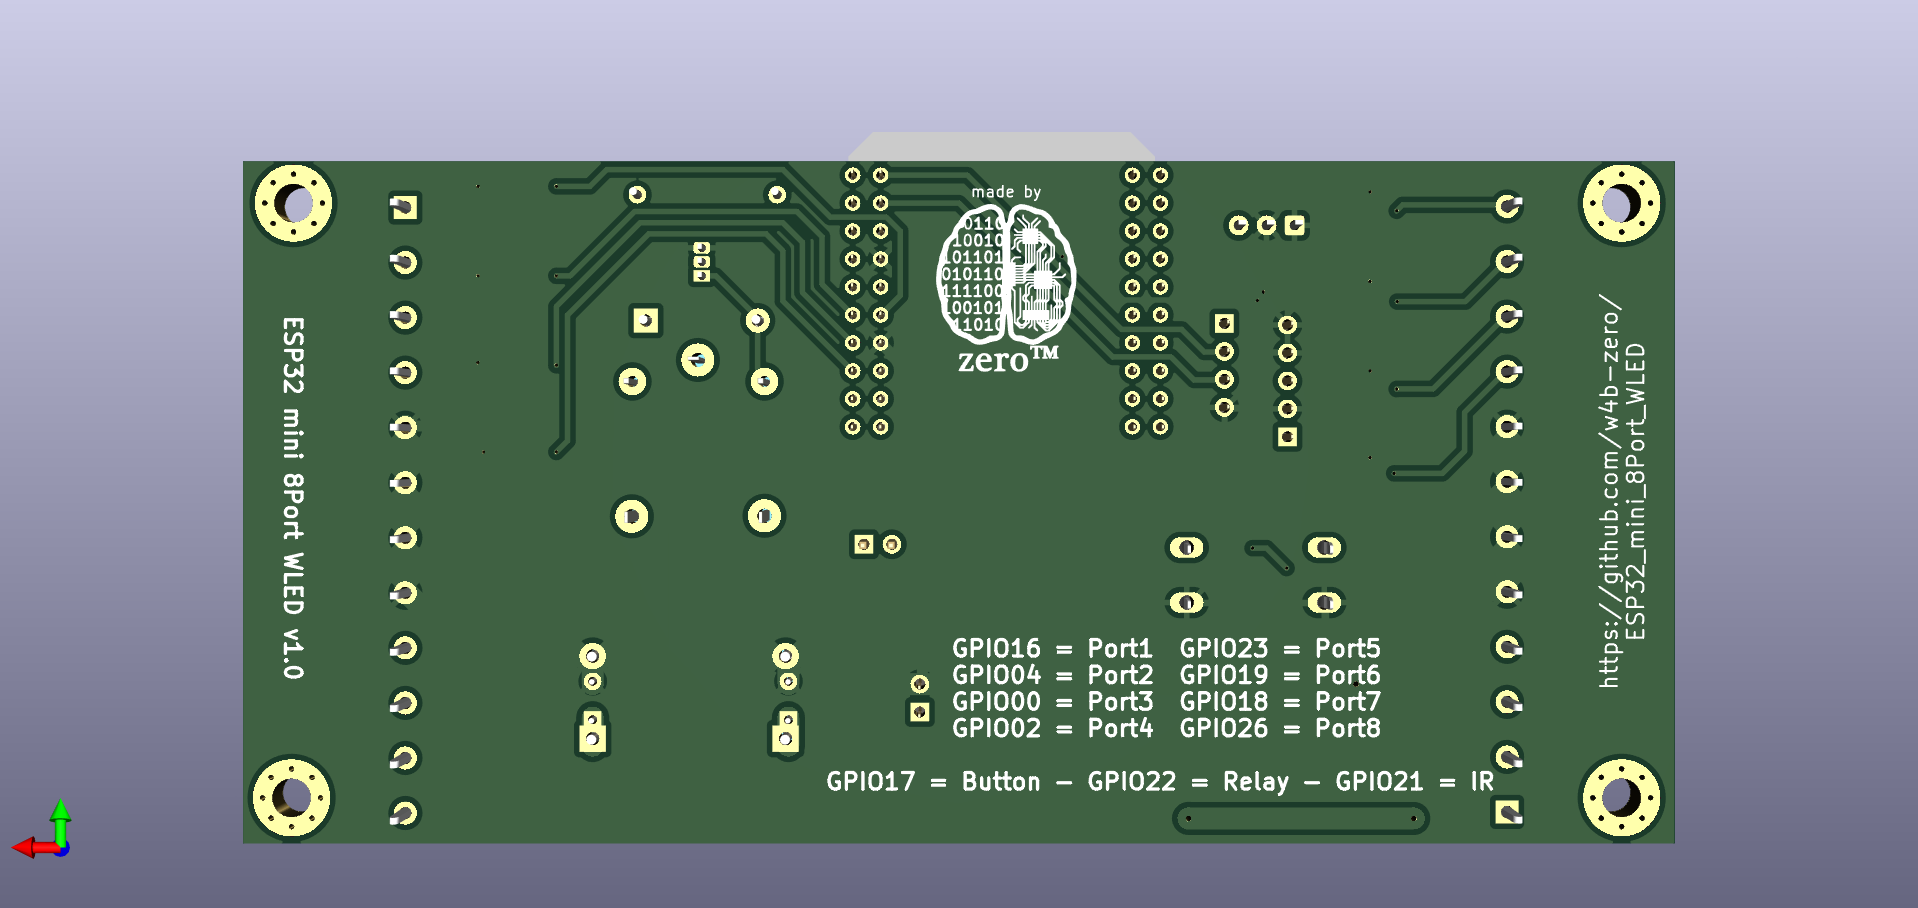 made by
0110
10010
101101
010110
111100
100101
11010
zero™
ESP32 mini 8Port WLED v1.0
https://github.com/w4b-zero/
ESP32_mini_8Port_WLED
GPIO16 = Port1 GPIO23 = Port5
GPIO04 = Port2 GPIO19 = Port6
GPIO00 = Port3 GPIO18 = Port7
GPIO02 = Port4 GPIO26 = Port8
GPIO17 = Button - GPIO22 = Relay - GPIO21 = IR